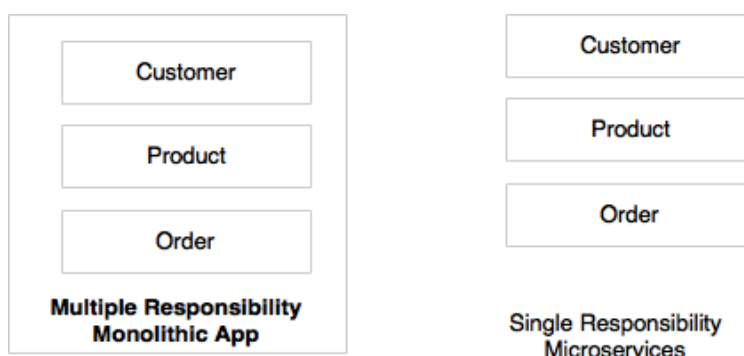 Customer
Product
Order
Multiple Responsibility
Monolithic App
Customer
Product
Order
Single Responsibility
Microservices